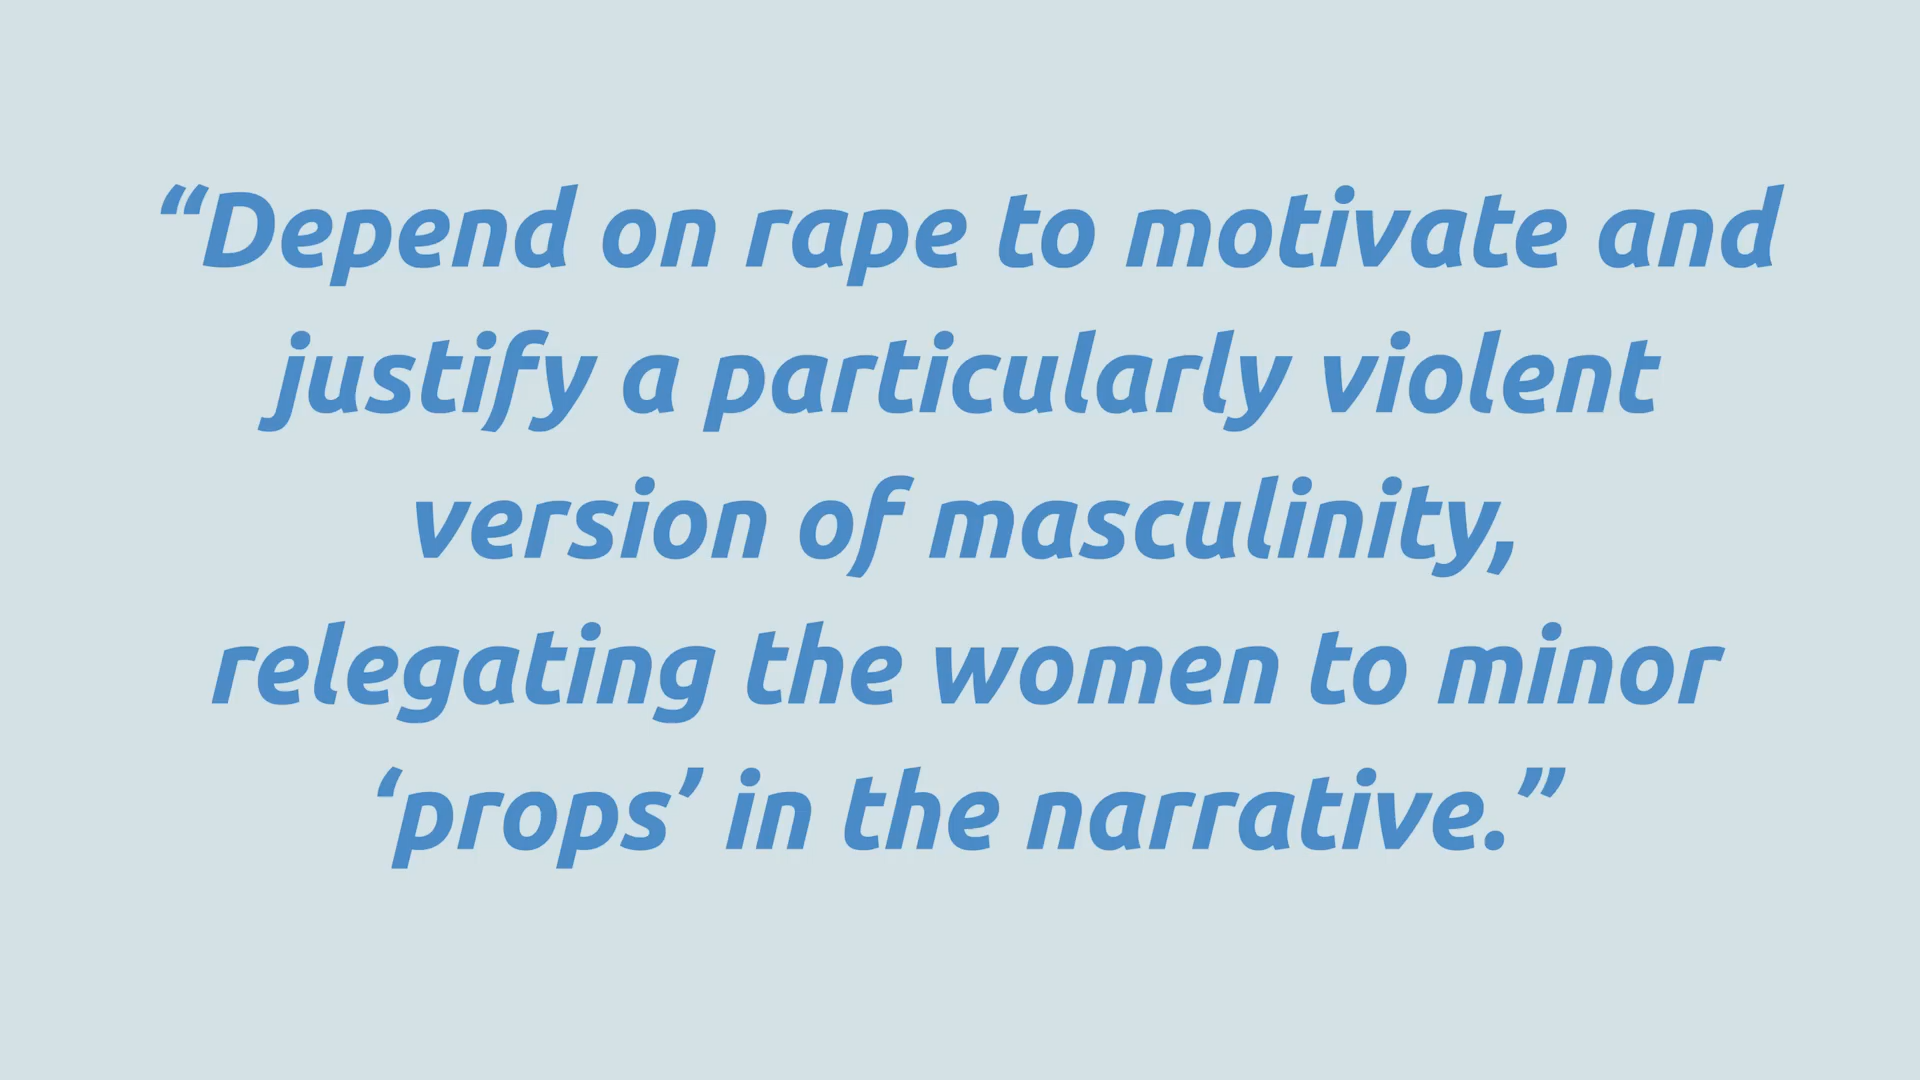 “Depend on rape to motivate and
justify a particularly violent
version of masculinity,
relegating the women to minor
‘props’ in the narrative.”